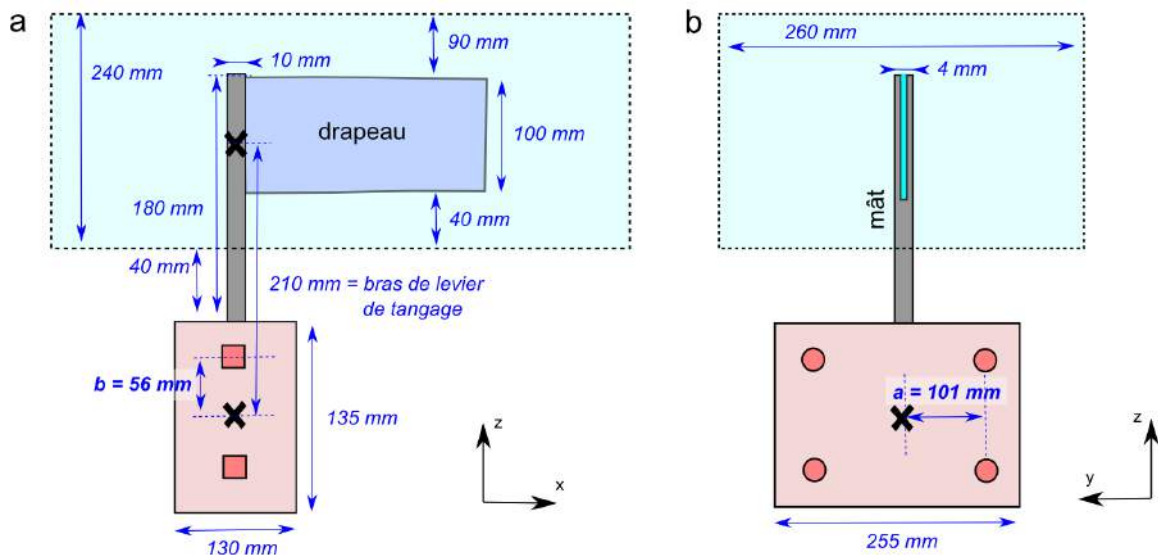 a
240 mm
10 mm
90 mm
drapeau
100 mm
180 mm
40 mm
40 mm
210 mm = bras de levier
de tangage
b = 56 mm
135 mm
z
x
130 mm
b
260 mm
4 mm
mât
a = 101 mm
z
y
255 mm